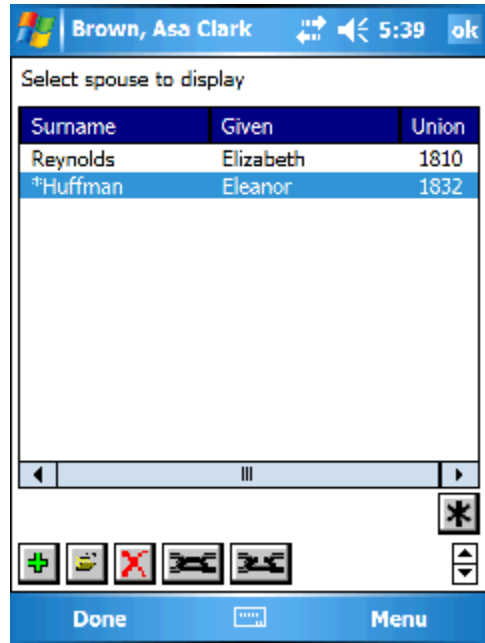 Brown, Asa Clark 5:39 ok
Select spouse to display
Surname Given Union
Reynolds Elizabeth 1810
*Huffman Eleanor 1832
Done Menu